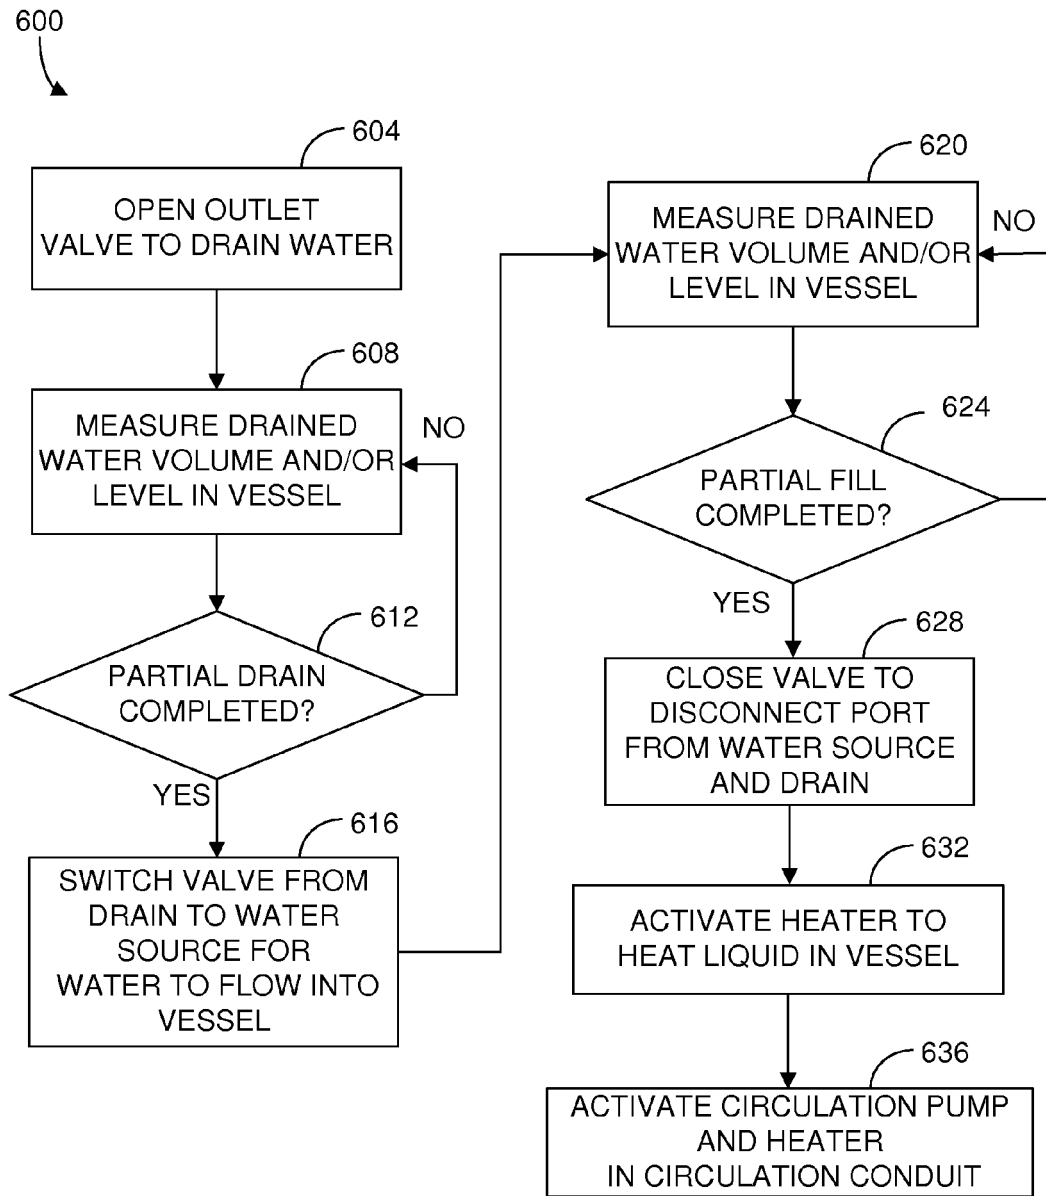 600
604
OPEN OUTLET
VALVE TO DRAIN WATER
608
MEASURE DRAINED
WATER VOLUME AND/OR
LEVEL IN VESSEL
NO
612
PARTIAL DRAIN
COMPLETED?
YES
616
SWITCH VALVE FROM
DRAIN TO WATER
SOURCE FOR
WATER TO FLOW INTO
VESSEL
620
MEASURE DRAINED
WATER VOLUME AND/OR
LEVEL IN VESSEL
NO
624
PARTIAL FILL
COMPLETED?
YES
628
CLOSE VALVE TO
DISCONNECT PORT
FROM WATER SOURCE
AND DRAIN
632
ACTIVATE HEATER TO
HEAT LIQUID IN VESSEL
636
ACTIVATE CIRCULATION PUMP
AND HEATER
IN CIRCULATION CONDUIT